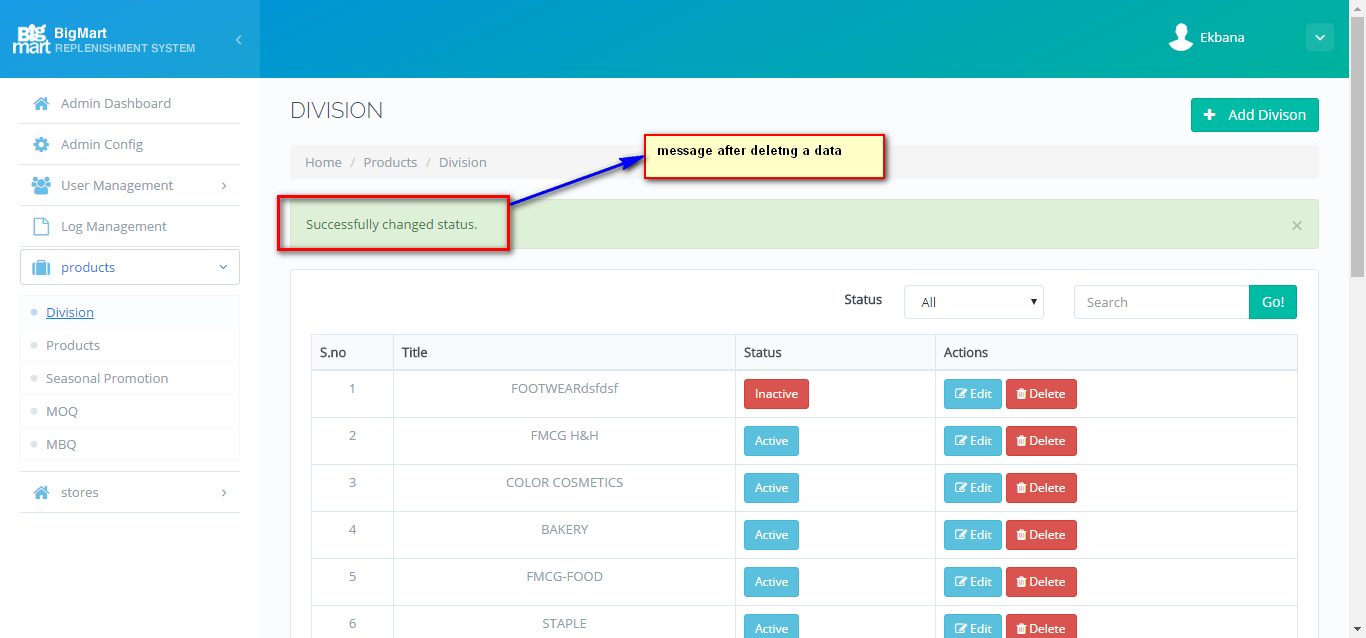 Big mart
BigMart
REPLENISHMENT SYSTEM
Ekbana
Admin Dashboard
Admin Config
User Management
Log Management
products
Division
Products
Seasonal Promotion
MOQ
MBQ
stores
DIVISION
Add Divison
Home / Products / Division
message after deletng a data
Successfully changed status.
×
Status All Search Go!
S.no Title Status Actions
1 FOOTWEARdsfdsf Inactive Edit Delete
2 FMCG H&H Active Edit Delete
3 COLOR COSMETICS Active Edit Delete
4 BAKERY Active Edit Delete
5 FMCG-FOOD Active Edit Delete
6 STAPLE Active Edit Delete